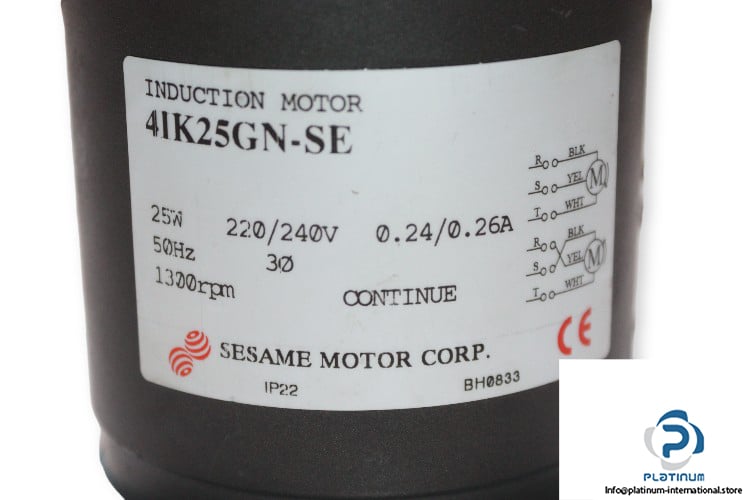 INDUCTION MOTOR
4IK25GN-SE
25W 220/240V 0.24/0.26A
50Hz 3Ø
1300rpm CONTINUE
R BLK
S YEL M
T WHT
R BLK
S YEL M
T WHT
SESAME MOTOR CORP.
CE
IP22 BH0833
P
PLATINUM
Info@platinum-international.store